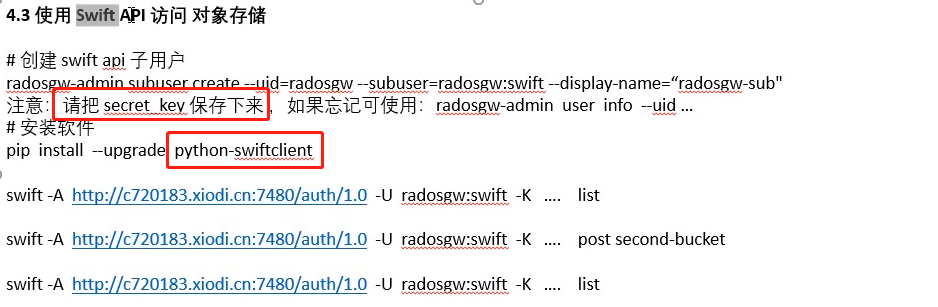 4.3 使用 Swift API 访问 对象存储
# 创建 swift api 子用户
radosgw-admin subuser create --uid=radosgw --subuser=radosgw:swift --display-name=“radosgw-sub"
注意：请把 secret_key 保存下来，如果忘记可使用：radosgw-admin user info --uid ...
# 安装软件
pip install --upgrade python-swiftclient
swift -A http://c720183.xiodi.cn:7480/auth/1.0 -U radosgw:swift -K .... list
swift -A http://c720183.xiodi.cn:7480/auth/1.0 -U radosgw:swift -K .... post second-bucket
swift -A http://c720183.xiodi.cn:7480/auth/1.0 -U radosgw:swift -K .... list